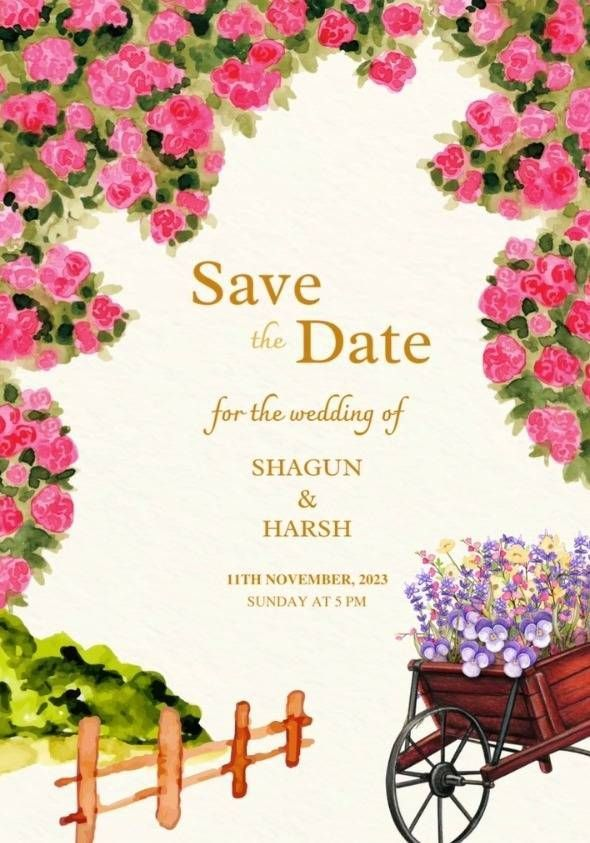 Save
the Date
for the wedding of
SHAGUN
&
HARSH
11TH NOVEMBER, 2023
SUNDAY AT 5 PM